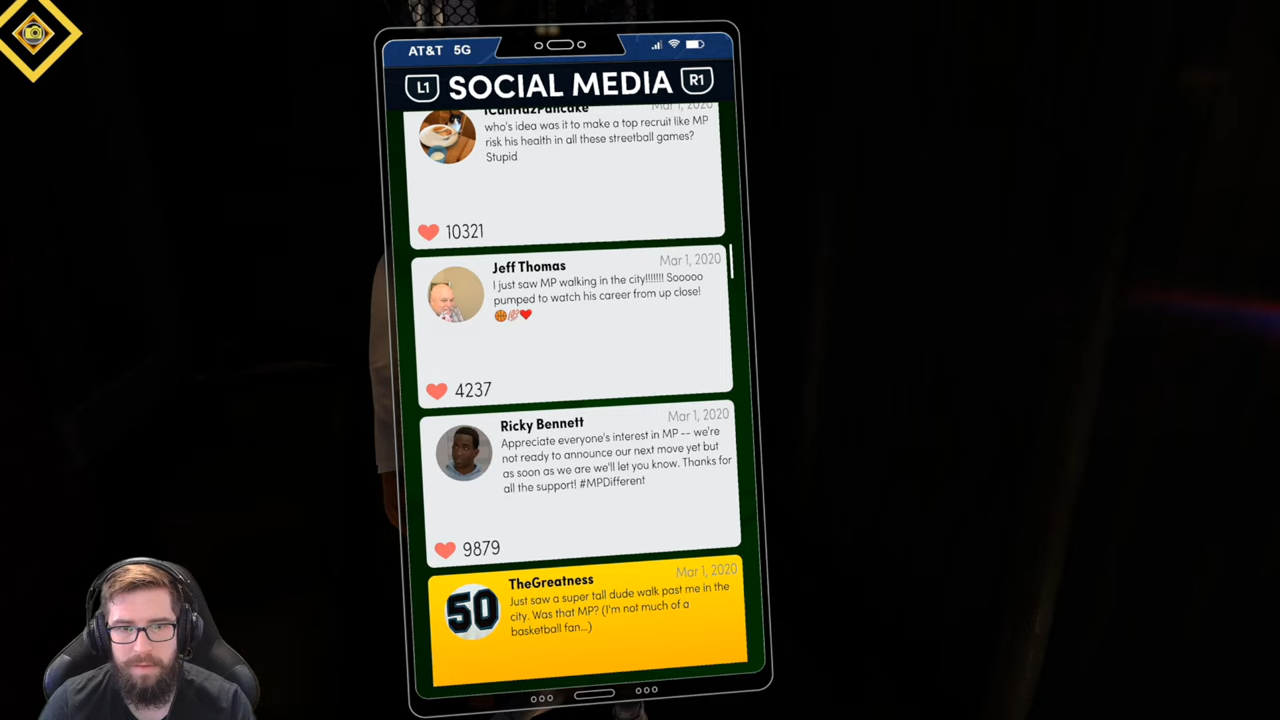 AT&T 5G
L1 SOCIAL MEDIA R1
iCanHazPancake Mar 1, 2020
who's idea was it to make a top recruit like MP
risk his health in all these streetball games?
Stupid
10321
Jeff Thomas Mar 1, 2020
I just saw MP walking in the city!!!!!!! Sooooo
pumped to watch his career from up close!
🏀💯❤️
4237
Ricky Bennett Mar 1, 2020
Appreciate everyone's interest in MP -- we're
not ready to announce our next move yet but
as soon as we are we'll let you know. Thanks for
all the support! #MPDifferent
9879
TheGreatness Mar 1, 2020
50
Just saw a super tall dude walk past me in the
city. Was that MP? (I'm not much of a
basketball fan...)